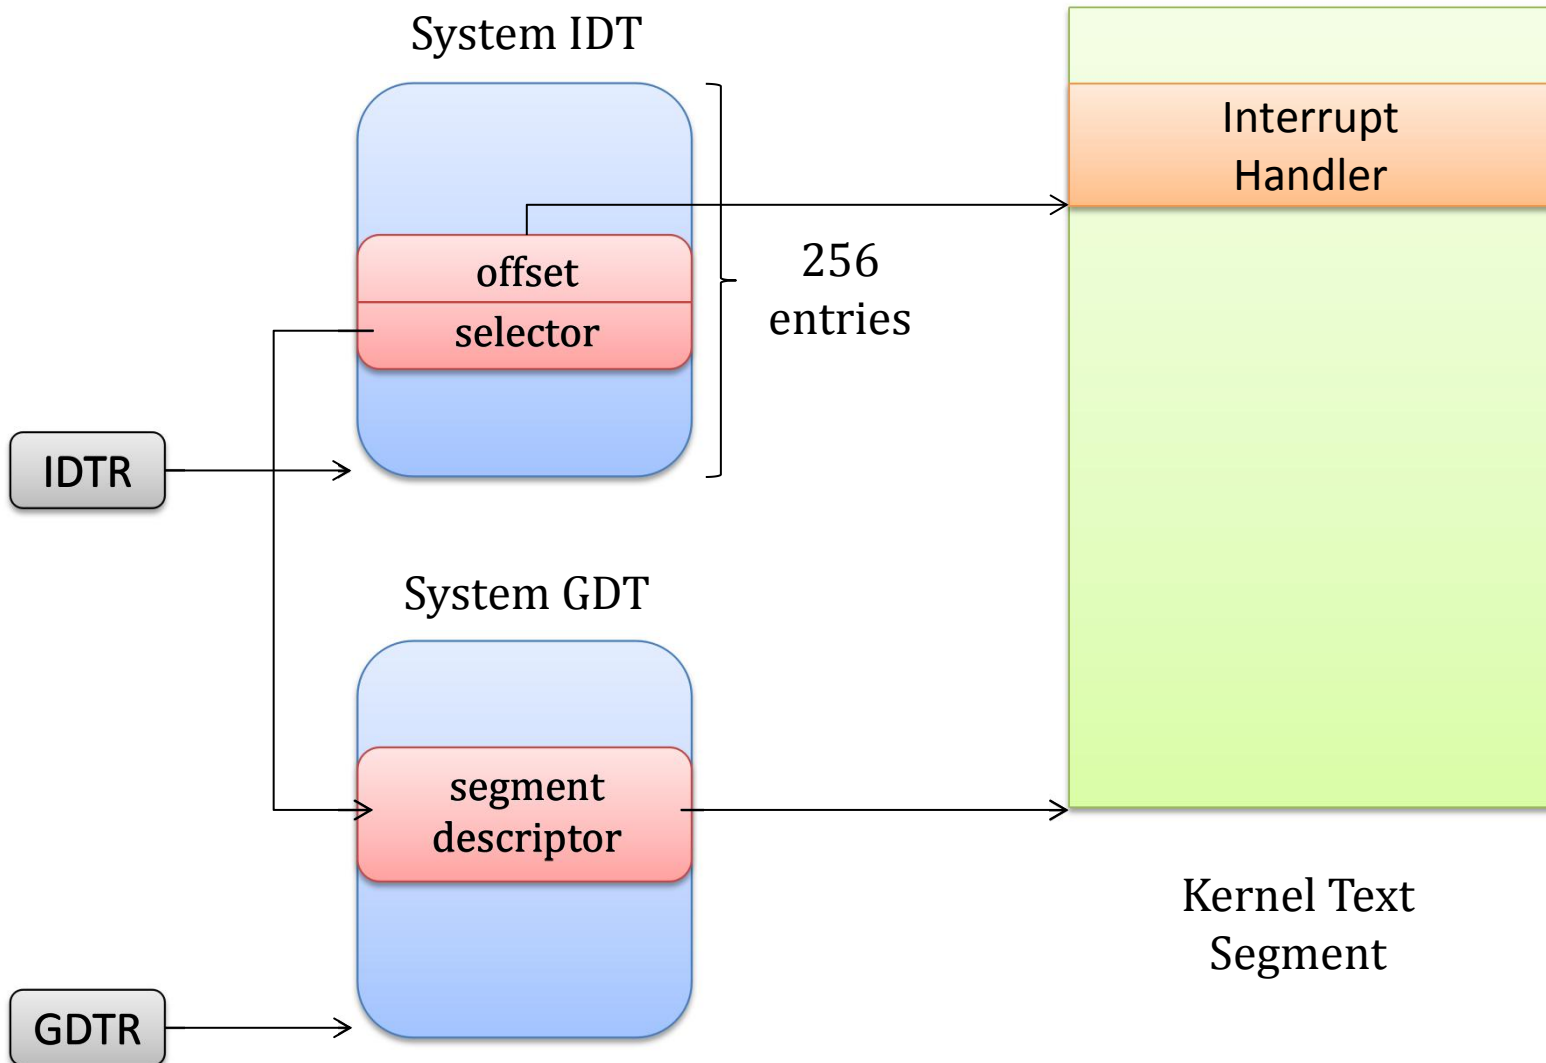 System IDT
Interrupt
Handler
offset
selector
256
entries
IDTR
System GDT
segment
descriptor
Kernel Text
Segment
GDTR